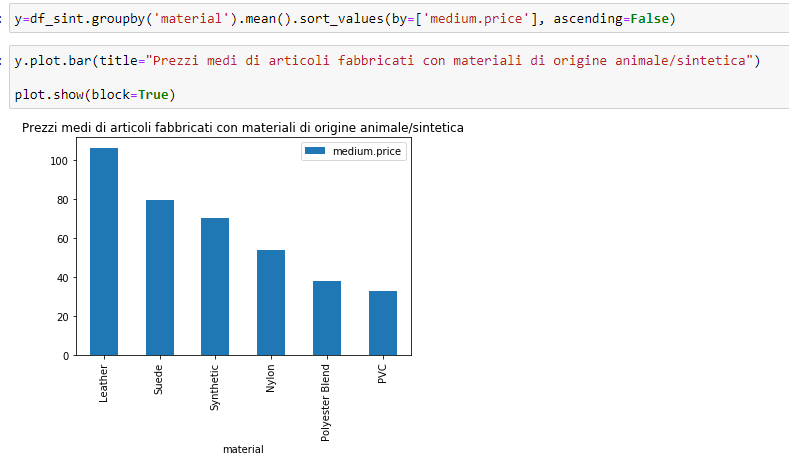 : y=df_sint.groupby('material').mean().sort_values(by=['medium.price'], ascending=False)
: y.plot.bar(title="Prezzi medi di articoli fabbricati con materiali di origine animale/sintetica")
plot.show(block=True)
Prezzi medi di articoli fabbricati con materiali di origine animale/sintetica
medium.price
100
80
60
40
20
0
Leather
Suede
Synthetic
Nylon
Polyester Blend
PVC
material